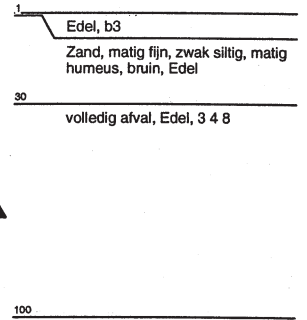 1
Edel, b3
Zand, matig fijn, zwak siltig, matig
humeus, bruin, Edel
30
volledig afval, Edel, 3 4 8
100